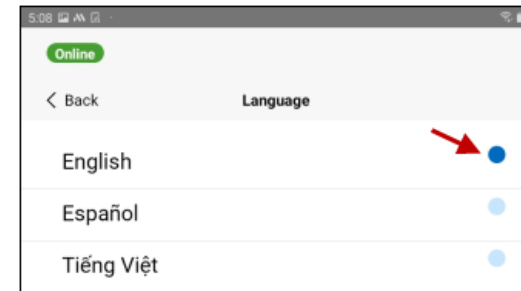 5:08
Online
Back
Language
English
Español
Tiếng Việt